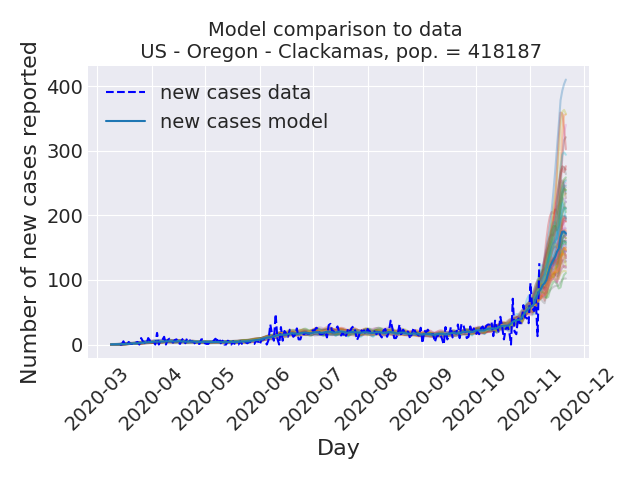 Model comparison to data
US - Oregon - Clackamas, pop. = 418187
Number of new cases reported
400
300
200
100
0
new cases data
new cases model
2020-03
2020-04
2020-05
2020-06
2020-07
2020-08
2020-09
2020-10
2020-11
2020-12
Day